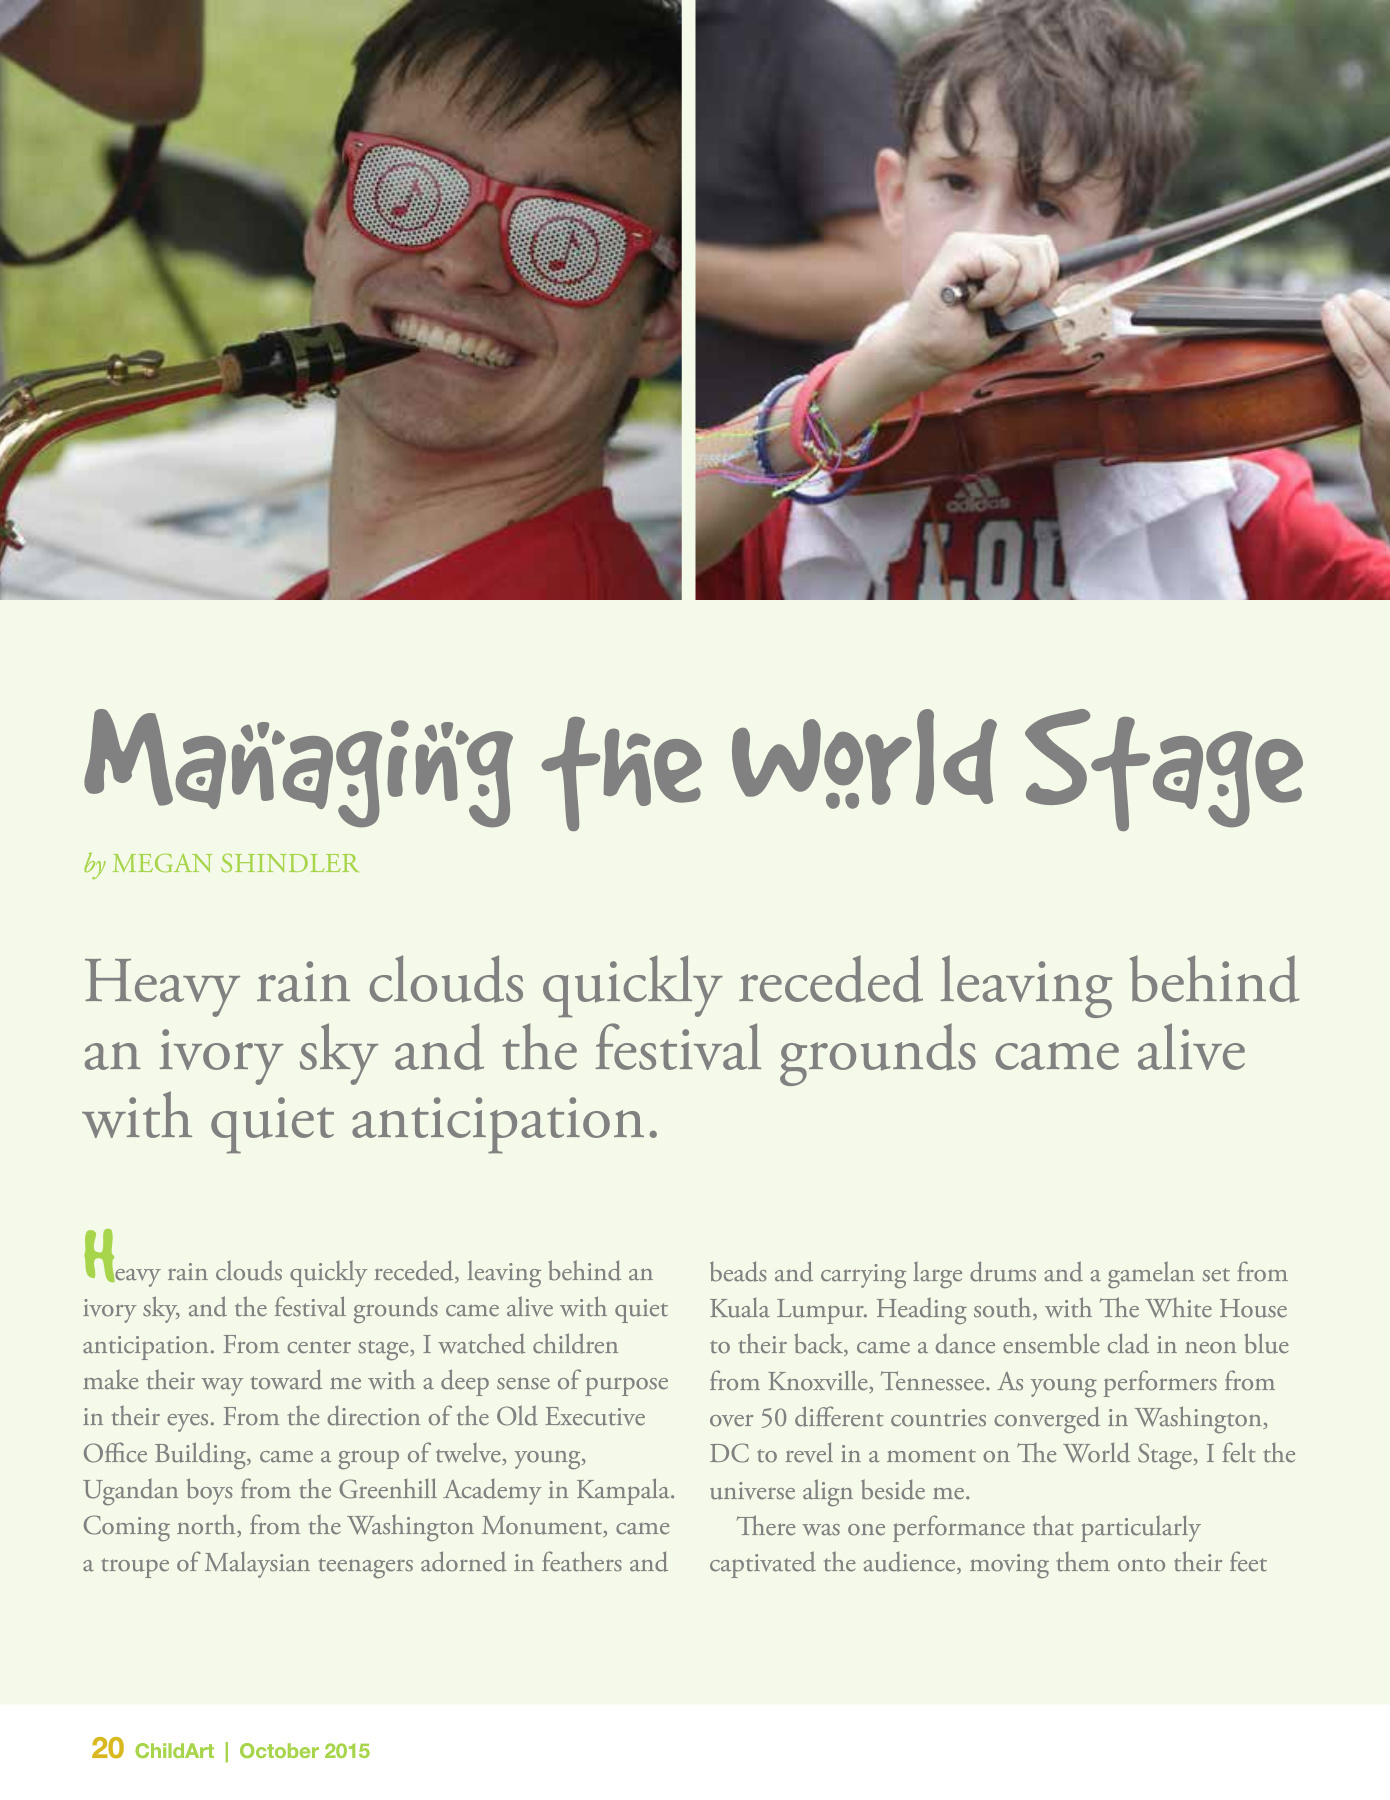 adidas
LOU
Managing the World Stage
by MEGAN SHINDLER
Heavy rain clouds quickly receded leaving behind
an ivory sky and the festival grounds came alive
with quiet anticipation.
Heavy rain clouds quickly receded, leaving behind an
ivory sky, and the festival grounds came alive with quiet
anticipation. From center stage, I watched children
make their way toward me with a deep sense of purpose
in their eyes. From the direction of the Old Executive
Office Building, came a group of twelve, young,
Ugandan boys from the Greenhill Academy in Kampala.
Coming north, from the Washington Monument, came
a troupe of Malaysian teenagers adorned in feathers and
beads and carrying large drums and a gamelan set from
Kuala Lumpur. Heading south, with The White House
to their back, came a dance ensemble clad in neon blue
from Knoxville, Tennessee. As young performers from
over 50 different countries converged in Washington,
DC to revel in a moment on The World Stage, I felt the
universe align beside me.
There was one performance that particularly
captivated the audience, moving them onto their feet
20 ChildArt | October 2015